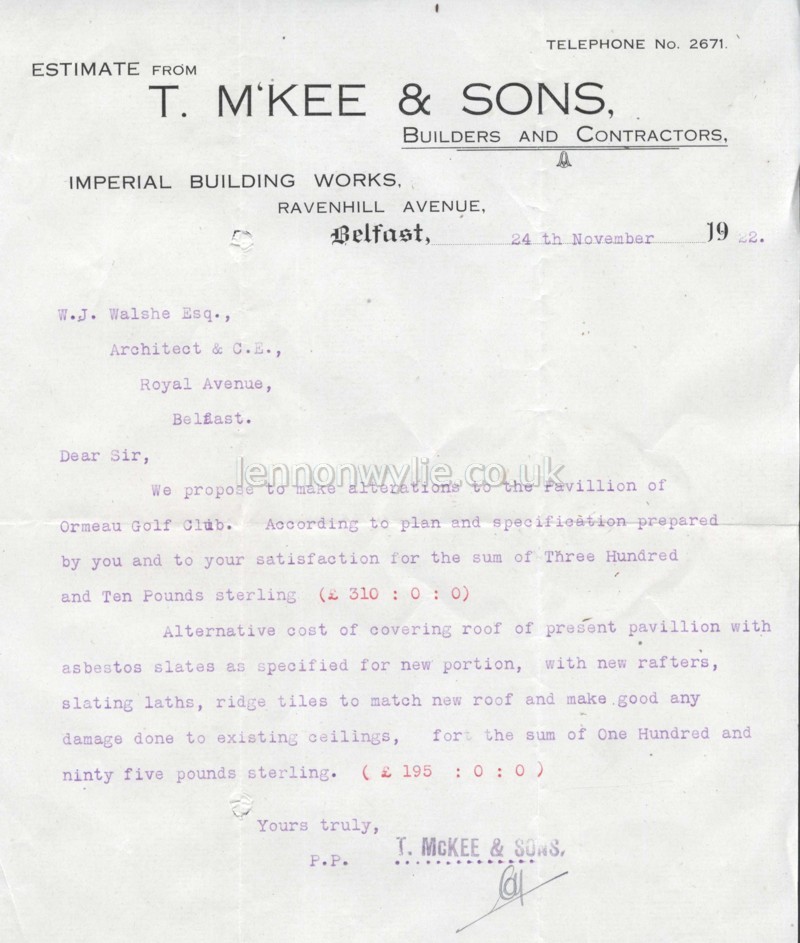 TELEPHONE No. 2671.
ESTIMATE FROM
T. M'KEE & SONS,
BUILDERS AND CONTRACTORS,
IMPERIAL BUILDING WORKS,
RAVENHILL AVENUE,
Belfast, 24 th November 1922.
W.J. Walshe Esq.,
Architect & C.E.,
Royal Avenue,
Belfast.
Dear Sir,
lennonwylie.co.uk
We propose to make alterations to the Pavillion of
Ormeau Golf Club. According to plan and specification prepared
by you and to your satisfaction for the sum of Three Hundred
and Ten Pounds sterling (£ 310 : 0 : 0)
Alternative cost of covering roof of present pavillion with
asbestos slates as specified for new portion, with new rafters,
slating laths, ridge tiles to match new roof and make good any
damage done to existing ceilings, for the sum of One Hundred and
ninty five pounds sterling. ( £ 195 : 0 : 0 )
Yours truly,
P.P. T. McKEE & SONS.